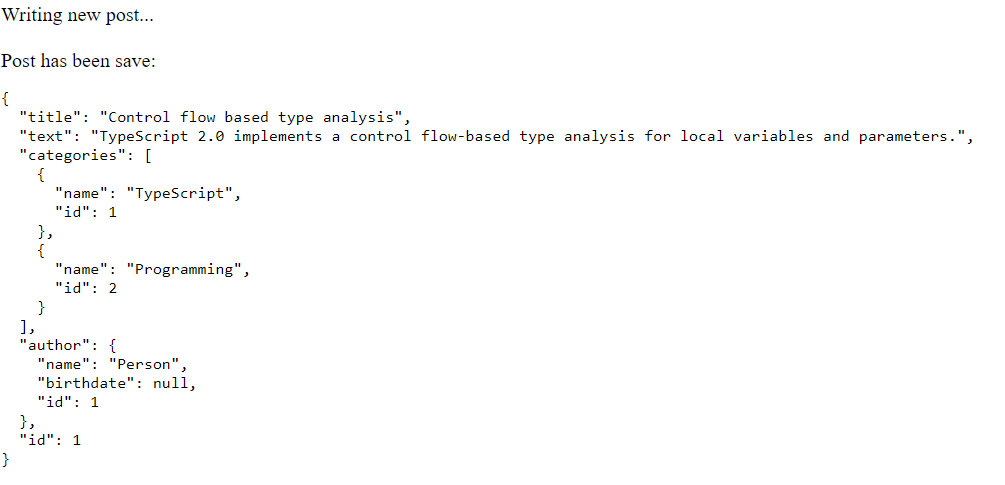 Writing new post...
Post has been save:
{
  "title": "Control flow based type analysis",
  "text": "TypeScript 2.0 implements a control flow-based type analysis for local variables and parameters.",
  "categories": [
    {
      "name": "TypeScript",
      "id": 1
    },
    {
      "name": "Programming",
      "id": 2
    }
  ],
  "author": {
    "name": "Person",
    "birthdate": null,
    "id": 1
  },
  "id": 1
}